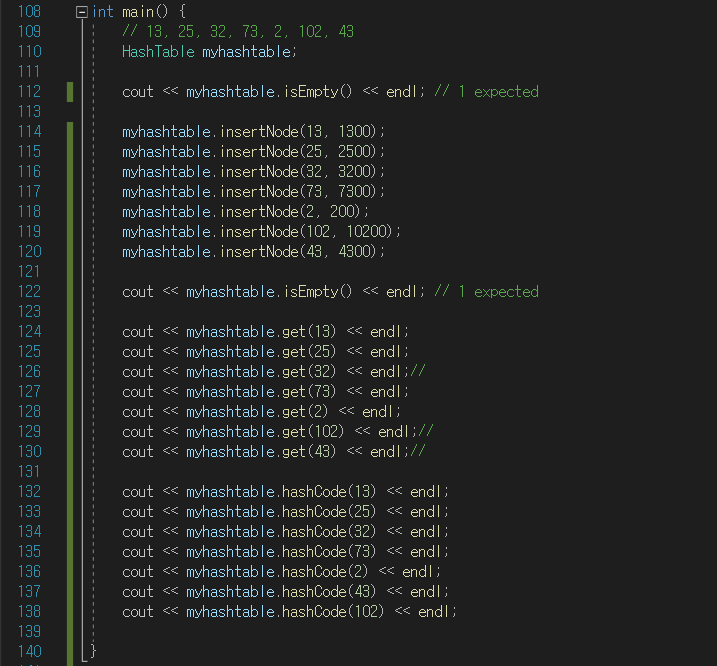 108 int main() {
109 // 13, 25, 32, 73, 2, 102, 43
110 HashTable myhashtable;
111
112 cout << myhashtable.isEmpty() << endl; // 1 expected
113
114 myhashtable.insertNode(13, 1300);
115 myhashtable.insertNode(25, 2500);
116 myhashtable.insertNode(32, 3200);
117 myhashtable.insertNode(73, 7300);
118 myhashtable.insertNode(2, 200);
119 myhashtable.insertNode(102, 10200);
120 myhashtable.insertNode(43, 4300);
121
122 cout << myhashtable.isEmpty() << endl; // 1 expected
123
124 cout << myhashtable.get(13) << endl;
125 cout << myhashtable.get(25) << endl;
126 cout << myhashtable.get(32) << endl;//
127 cout << myhashtable.get(73) << endl;
128 cout << myhashtable.get(2) << endl;
129 cout << myhashtable.get(102) << endl;//
130 cout << myhashtable.get(43) << endl;//
131
132 cout << myhashtable.hashCode(13) << endl;
133 cout << myhashtable.hashCode(25) << endl;
134 cout << myhashtable.hashCode(32) << endl;
135 cout << myhashtable.hashCode(73) << endl;
136 cout << myhashtable.hashCode(2) << endl;
137 cout << myhashtable.hashCode(43) << endl;
138 cout << myhashtable.hashCode(102) << endl;
139
140 }